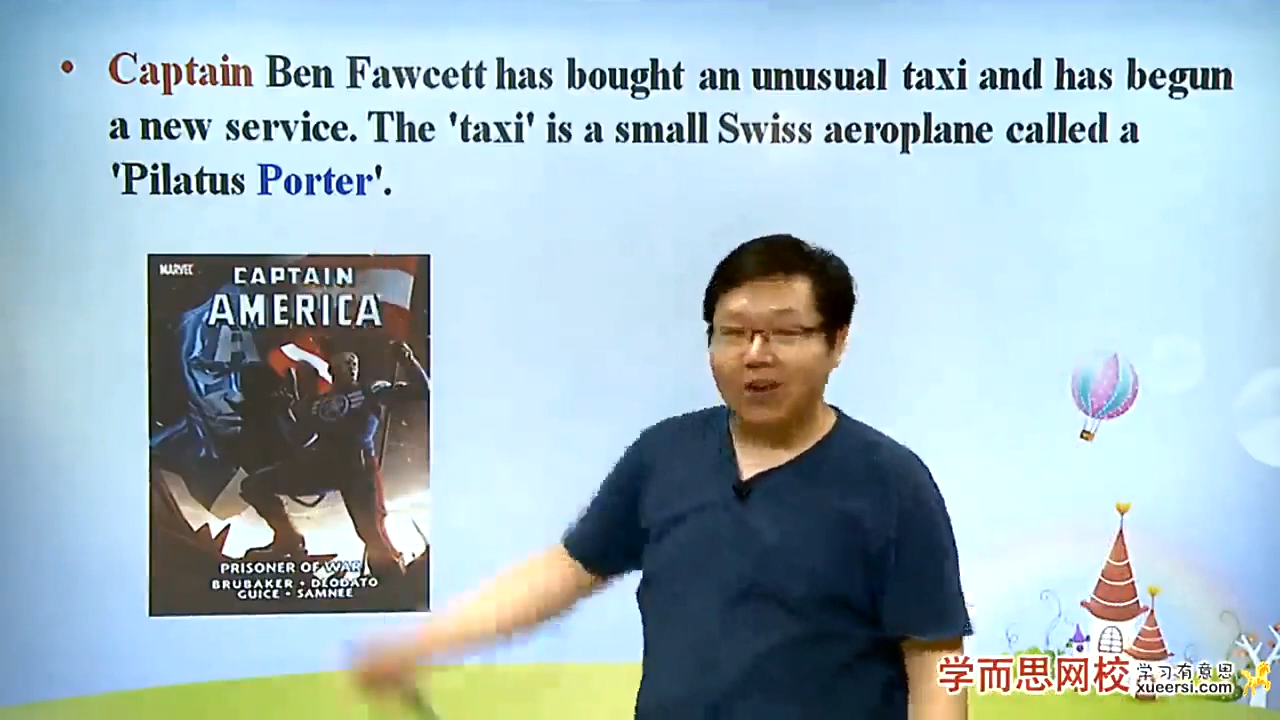 • Captain Ben Fawcett has bought an unusual taxi and has begun
a new service. The 'taxi' is a small Swiss aeroplane called a
'Pilatus Porter'.
MARVEL
CAPTAIN
AMERICA
PRISONER OF WAR
BRUBAKER • DEODATO
GUICE • SAMNEE
学而思网校
学习有意思
xueersi.com